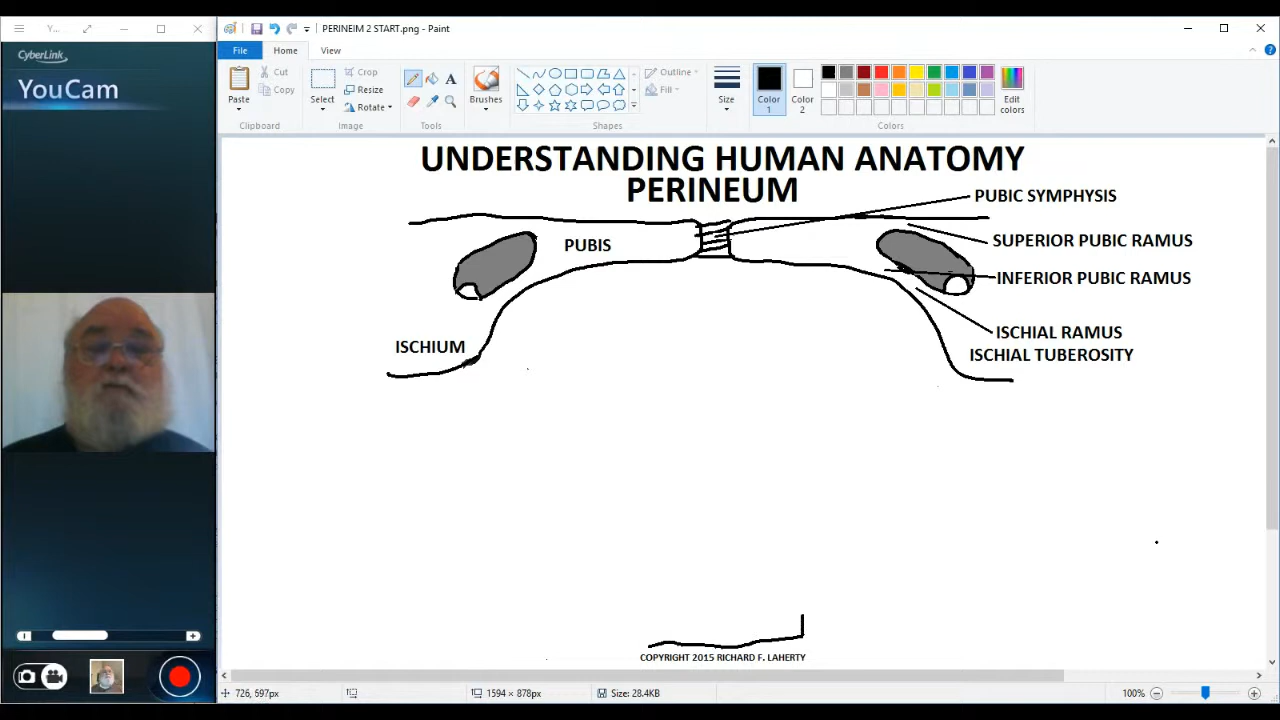 Y...
CyberLink
YouCam
PERINEIM 2 START.png - Paint
File
Home
View
Paste
Cut
Copy
Clipboard
Select
Crop
Resize
Rotate
Image
A
Tools
Brushes
Outline
Fill
Shapes
Size
Color
1
Color
2
Edit
colors
Colors
UNDERSTANDING HUMAN ANATOMY
PERINEUM
PUBIC SYMPHYSIS
PUBIS
SUPERIOR PUBIC RAMUS
INFERIOR PUBIC RAMUS
ISCHIAL RAMUS
ISCHIUM
ISCHIAL TUBEROSITY
COPYRIGHT 2015 RICHARD F. LAHERTY
726, 697px
1594 × 878px
Size: 28.4KB
100%